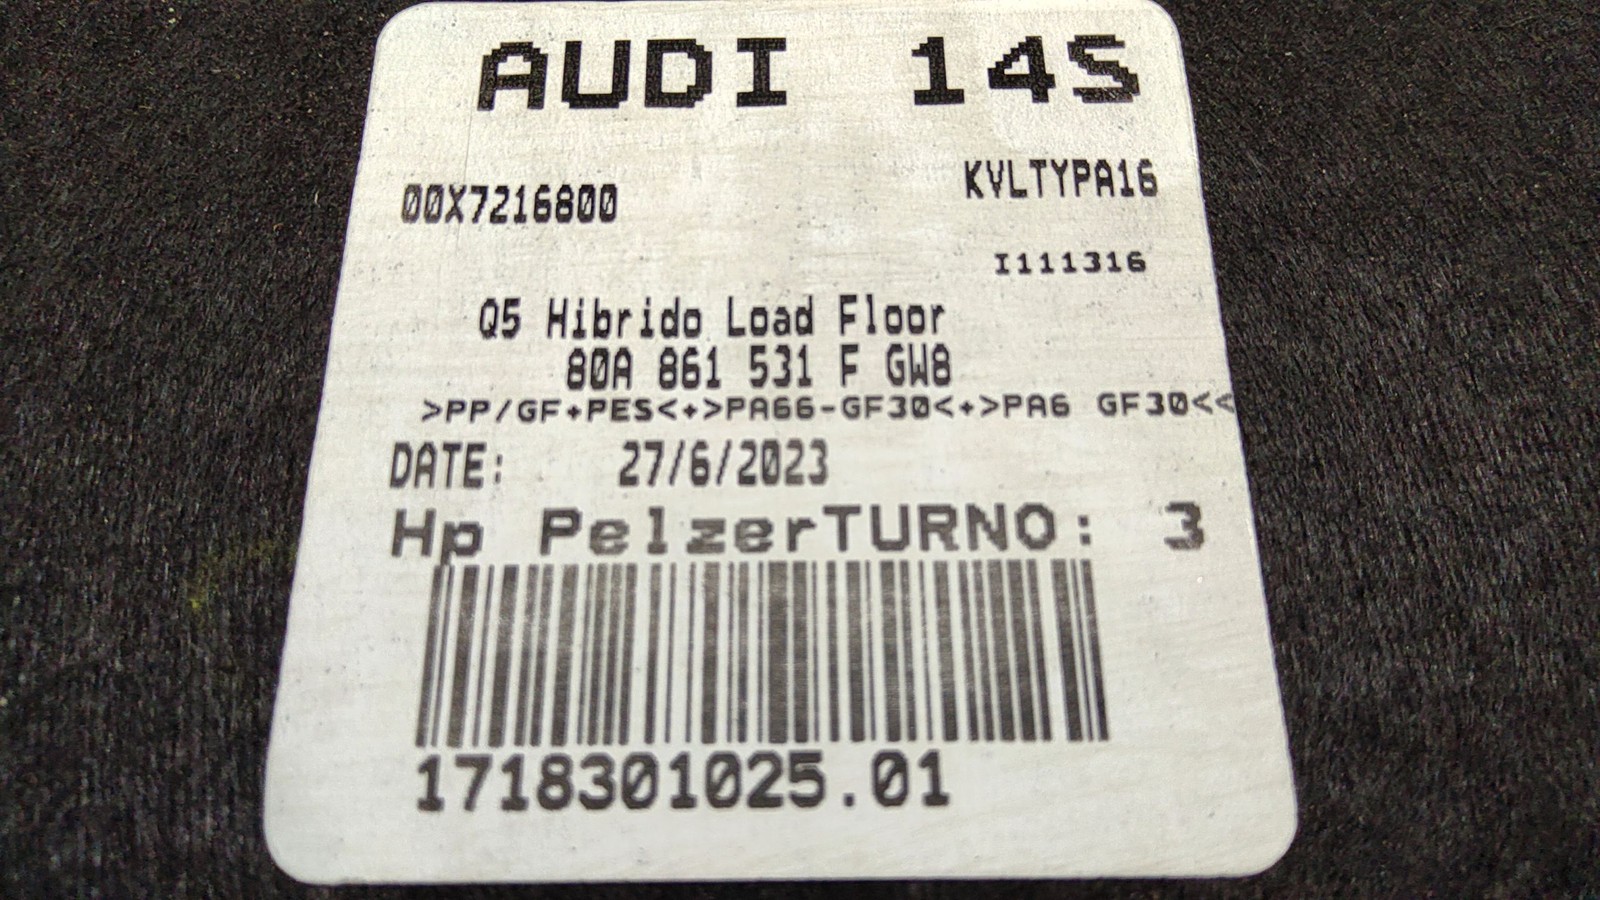 AUDI 14S
KVLTYPA16
00X7216800
I111316
Q5 Hibrido Load Floor
80A 861 531 F GW8
>PP/GF+PES<+>PA66-GF30<+>PA6 GF30<<
DATE: 27/6/2023
Hp PelzerTURNO: 3
1718301025.01